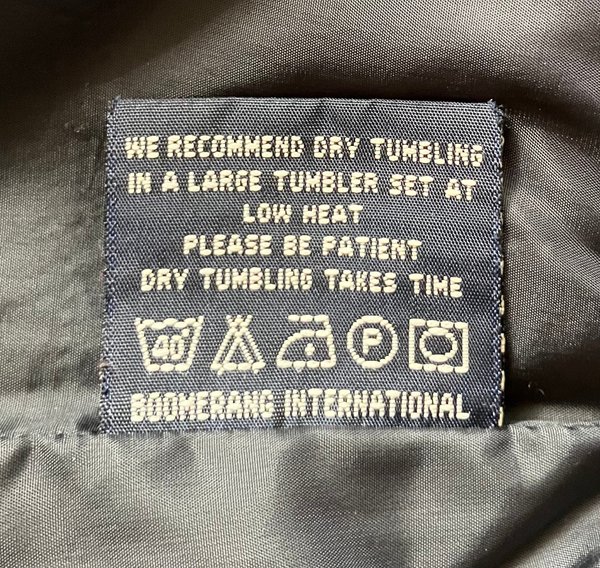 WE RECOMMEND DRY TUMBLING
IN A LARGE TUMBLER SET AT
LOW HEAT
PLEASE BE PATIENT
DRY TUMBLING TAKES TIME
40 P
BOOMERANG INTERNATIONAL